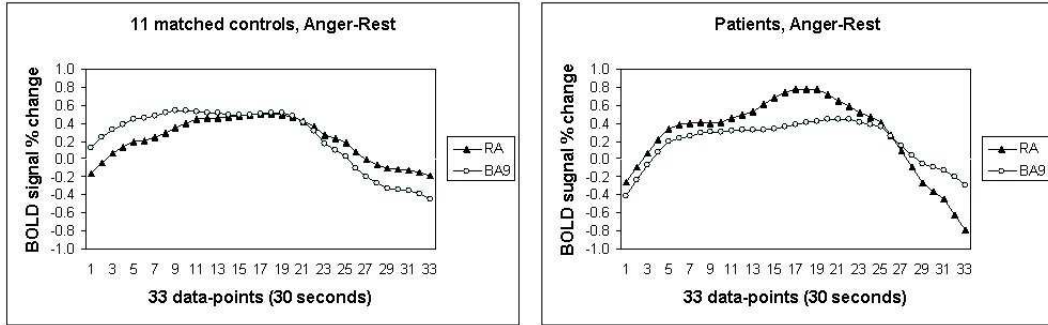 11 matched controls, Anger-Rest
BOLD signal % change
1.0
0.8
0.6
0.4
0.2
0.0
-0.2
-0.4
-0.6
-0.8
-1.0
1 3 5 7 9 11 13 15 17 19 21 23 25 27 29 31 33
33 data-points (30 seconds)
RA
BA9
Patients, Anger-Rest
BOLD sugnal % change
1.0
0.8
0.6
0.4
0.2
0.0
-0.2
-0.4
-0.6
-0.8
-1.0
1 3 5 7 9 11 13 15 17 19 21 23 25 27 29 31 33
33 data-points (30 seconds)
RA
BA9